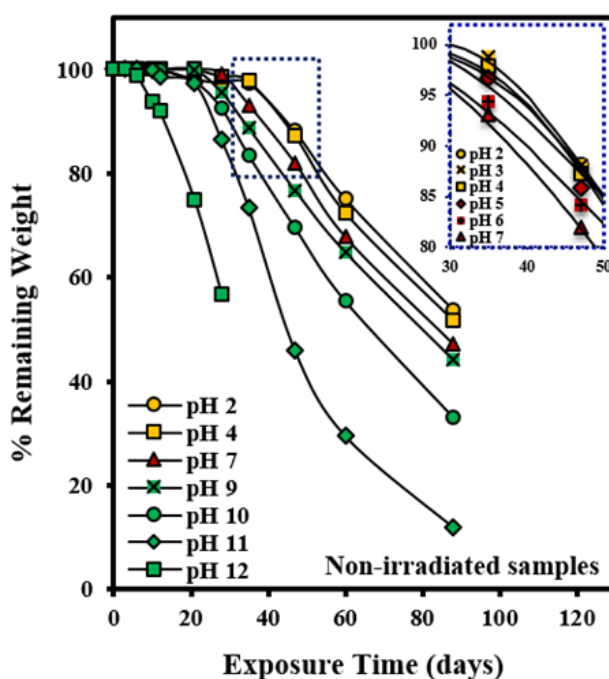 % Remaining Weight
100
80
60
40
20
0
0 20 40 60 80 100 120
Exposure Time (days)
pH 2
pH 4
pH 7
pH 9
pH 10
pH 11
pH 12
Non-irradiated samples
100
95
90
85
80
30 40 50
pH 2
pH 3
pH 4
pH 5
pH 6
pH 7